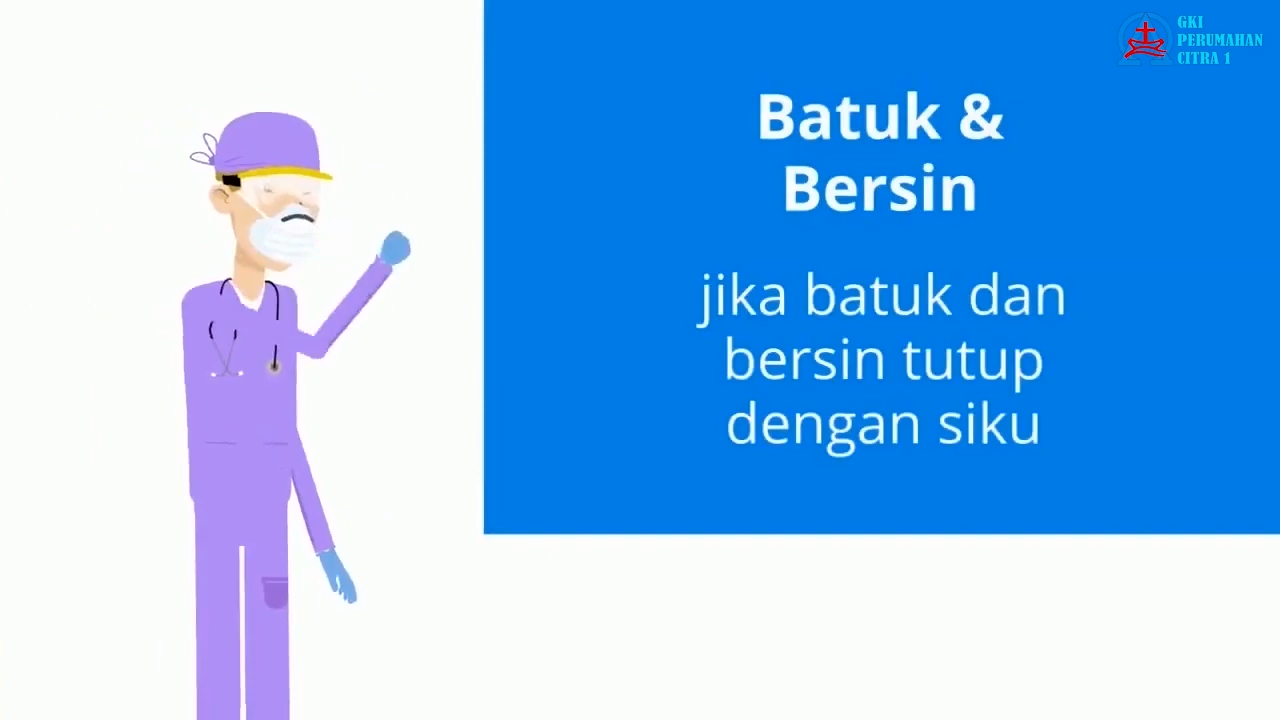 GKI
PERUMAHAN
CITRA 1
Batuk &
Bersin
jika batuk dan
bersin tutup
dengan siku